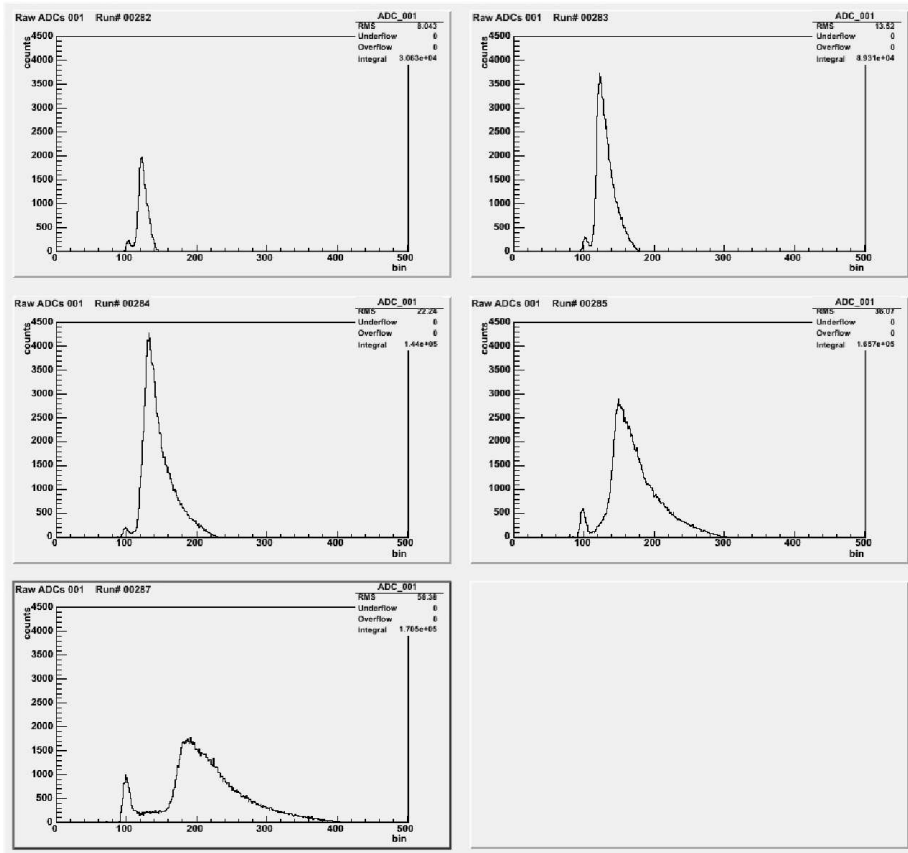 Raw ADCs 001 Run# 00282
ADC_001
RMS 8.043
Underflow 0
Overflow 0
Integral 3.063e+04
counts
4500
4000
3500
3000
2500
2000
1500
1000
500
0
0 100 200 300 400 500
bin
Raw ADCs 001 Run# 00283
ADC_001
RMS 13.52
Underflow 0
Overflow 0
Integral 8.931e+04
counts
4500
4000
3500
3000
2500
2000
1500
1000
500
0
0 100 200 300 400 500
bin
Raw ADCs 001 Run# 00284
ADC_001
RMS 22.24
Underflow 0
Overflow 0
Integral 1.44e+05
counts
4500
4000
3500
3000
2500
2000
1500
1000
500
0
0 100 200 300 400 500
bin
Raw ADCs 001 Run# 00285
ADC_001
RMS 36.07
Underflow 0
Overflow 0
Integral 1.657e+05
counts
4500
4000
3500
3000
2500
2000
1500
1000
500
0
0 100 200 300 400 500
bin
Raw ADCs 001 Run# 00287
ADC_001
RMS 58.38
Underflow 0
Overflow 0
Integral 1.705e+05
counts
4500
4000
3500
3000
2500
2000
1500
1000
500
0
0 100 200 300 400 500
bin